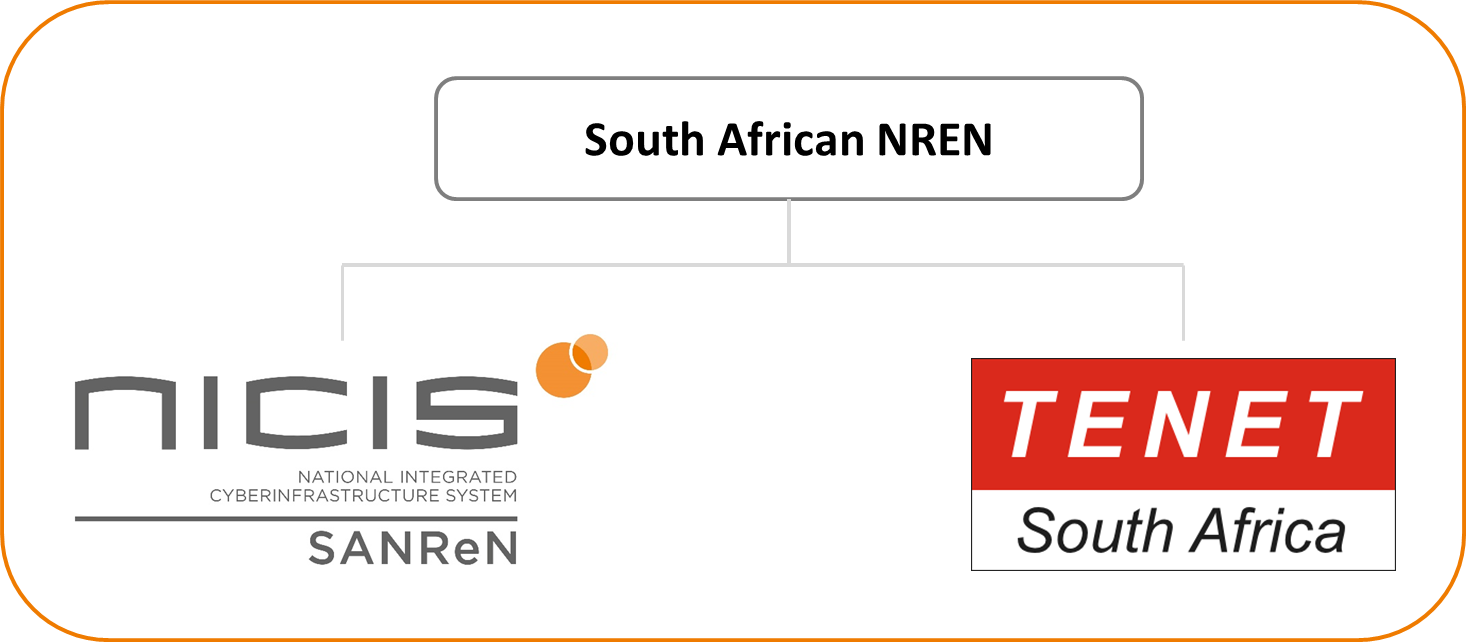 South African NREN
NICIS
NATIONAL INTEGRATED
CYBERINFRASTRUCTURE SYSTEM
SANReN
TENET
South Africa